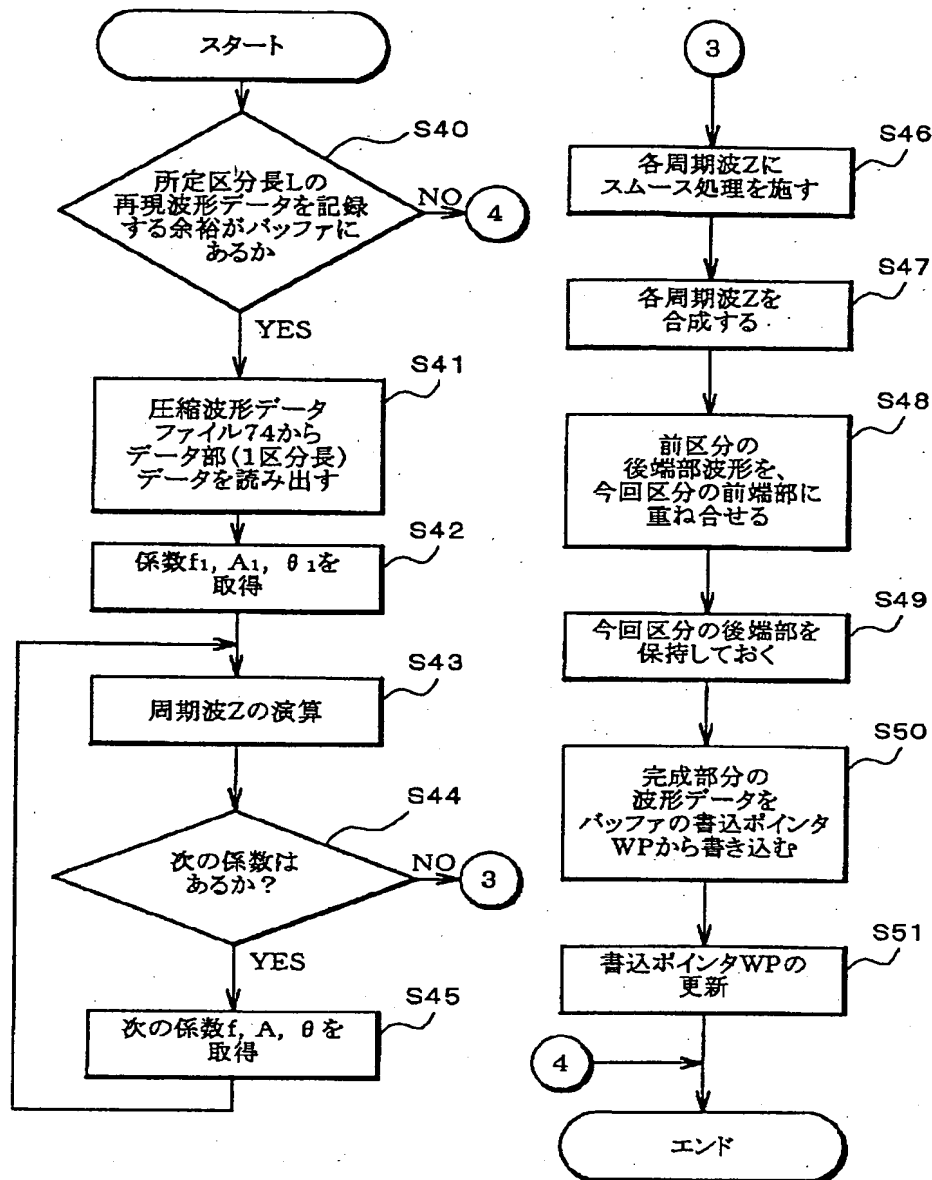 スタート
S40
所定区分長Lの
再現波形データを記録
する余裕がバッファに
あるか
NO
4
YES
S41
圧縮波形データ
ファイル74から
データ部(1区分長)
データを読み出す
S42
係数f1, A1, θ1を
取得
S43
周期波Zの演算
S44
次の係数は
あるか?
NO
3
YES
S45
次の係数f, A, θを
取得
3
S46
各周期波Zに
スムース処理を施す
S47
各周期波Zを
合成する
S48
前区分の
後端部波形を、
今回区分の前端部に
重ね合せる
S49
今回区分の後端部を
保持しておく
S50
完成部分の
波形データを
バッファの書込ポインタ
WPから書き込む
S51
書込ポインタWPの
更新
4
エンド